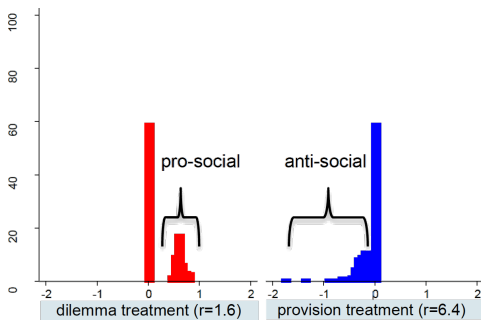 100
80
60
40
20
0
pro-social
anti-social
-2 -1 0 1 2
-2 -1 0 1 2
dilemma treatment (r=1.6)
provision treatment (r=6.4)